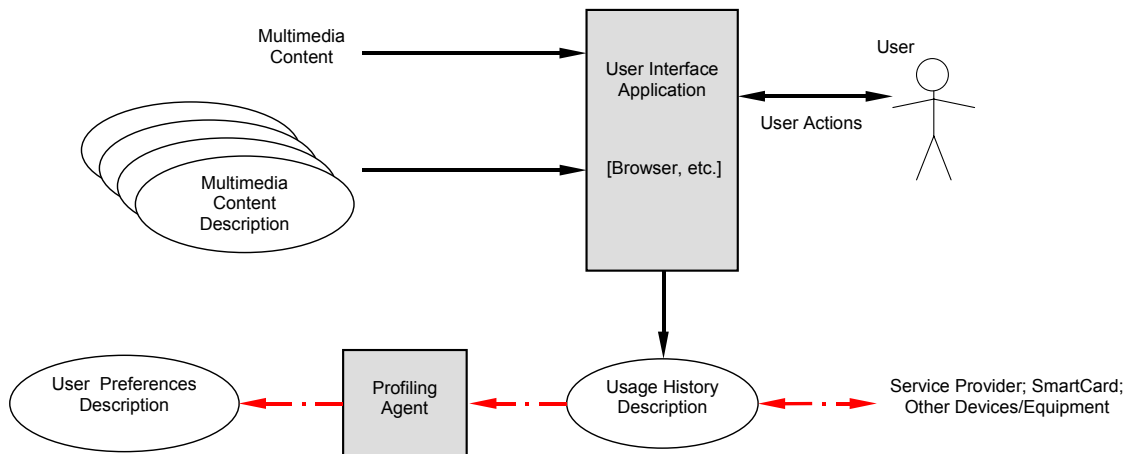 Multimedia
Content
User Interface
Application
[Browser, etc.]
User
User Actions
Multimedia
Content
Description
User Preferences
Description
Profiling
Agent
Usage History
Description
Service Provider; SmartCard;
Other Devices/Equipment